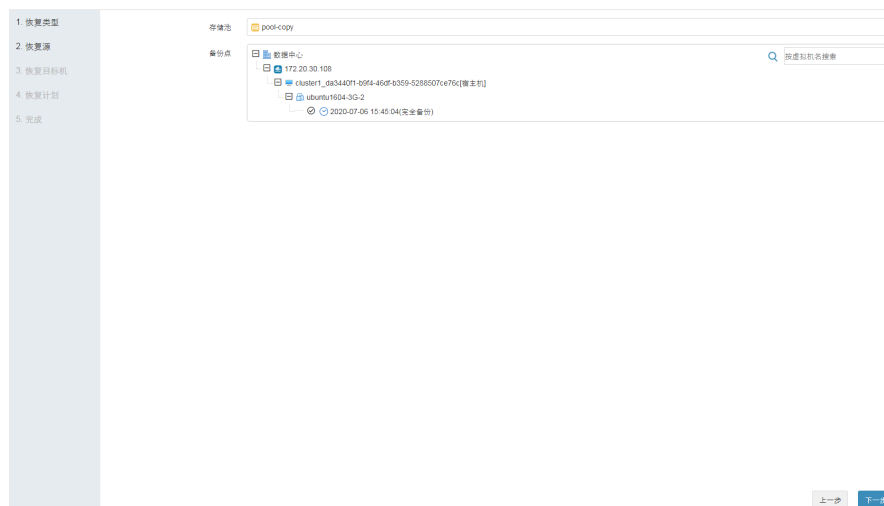 1. 恢复类型
2. 恢复源
3. 恢复目标机
4. 恢复计划
5. 完成
存储池
pool-copy
备份点
数据中心
按虚拟机名搜索
172.20.30.108
cluster1_da3440f1-b9f4-46df-b359-5288507ce76c[宿主机]
ubuntu1604-3G-2
2020-07-06 15:45:04(完全备份)
上一步
下一步